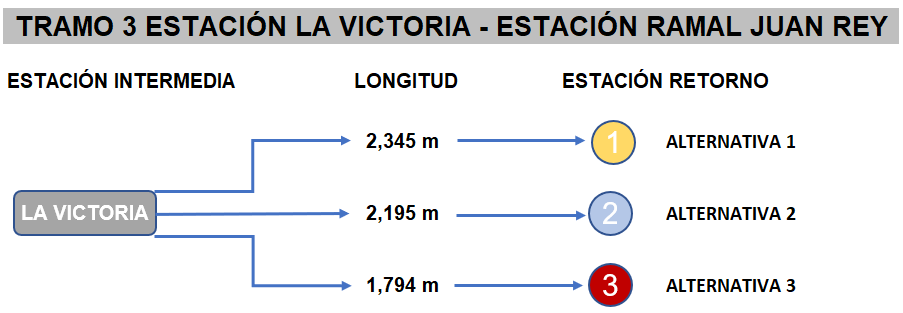 TRAMO 3 ESTACIÓN LA VICTORIA - ESTACIÓN RAMAL JUAN REY
ESTACIÓN INTERMEDIA LONGITUD ESTACIÓN RETORNO
2,345 m 1 ALTERNATIVA 1
LA VICTORIA 2,195 m 2 ALTERNATIVA 2
1,794 m 3 ALTERNATIVA 3